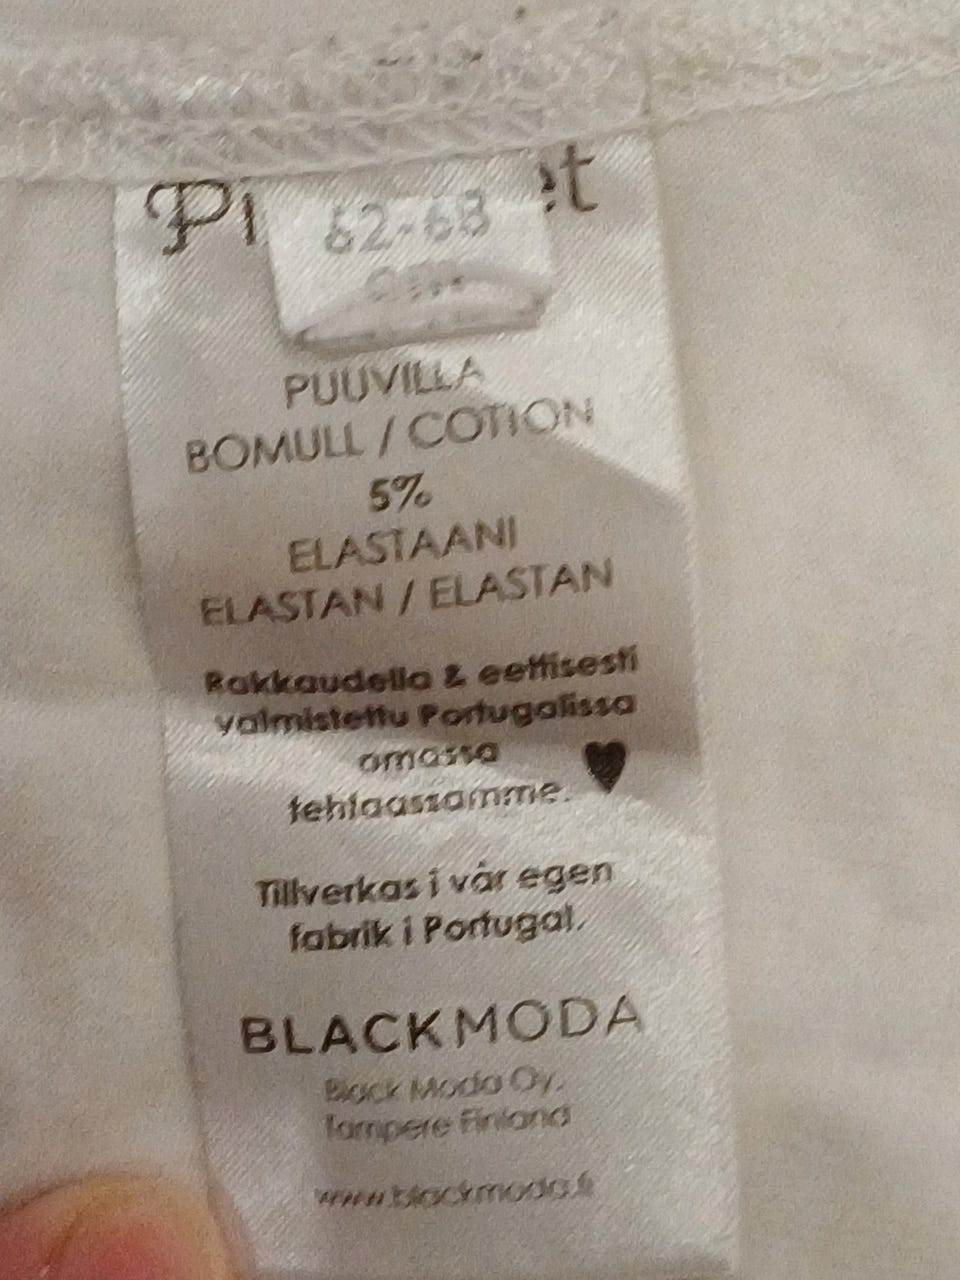 62-68
PUUVILLA
BOMULL / COTTON
5%
ELASTAANI
ELASTAN / ELASTAN
Rakkaudella & eettisesti
valmistettu Portugalissa
omassa
tehtaassamme. ♥
Tillverkas i vår egen
fabrik i Portugal.
BLACKMODA
Black Moda Oy,
Tampere Finland
www.blackmoda.fi